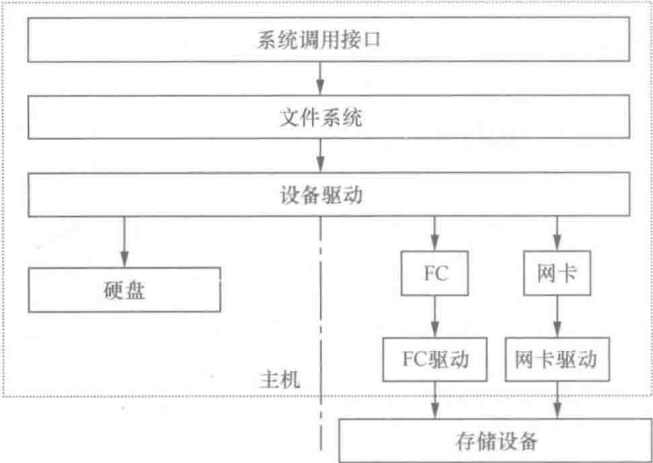 系统调用接口
文件系统
设备驱动
硬盘
FC
网卡
FC驱动
网卡驱动
主机
存储设备